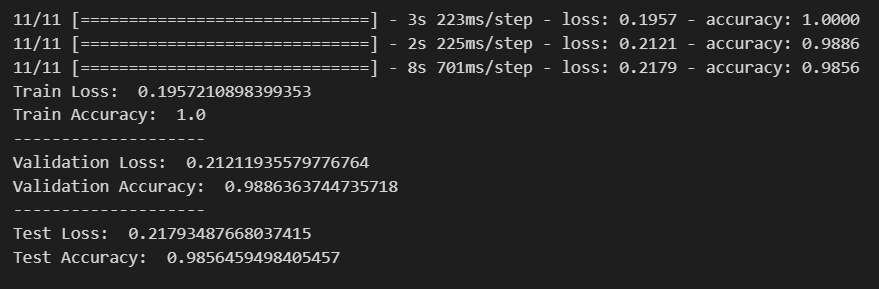 11/11 [==============================] - 3s 223ms/step - loss: 0.1957 - accuracy: 1.0000
11/11 [==============================] - 2s 225ms/step - loss: 0.2121 - accuracy: 0.9886
11/11 [==============================] - 8s 701ms/step - loss: 0.2179 - accuracy: 0.9856
Train Loss:  0.1957210898399353
Train Accuracy:  1.0
--------------------
Validation Loss:  0.21211935579776764
Validation Accuracy:  0.9886363744735718
--------------------
Test Loss:  0.21793487668037415
Test Accuracy:  0.9856459498405457